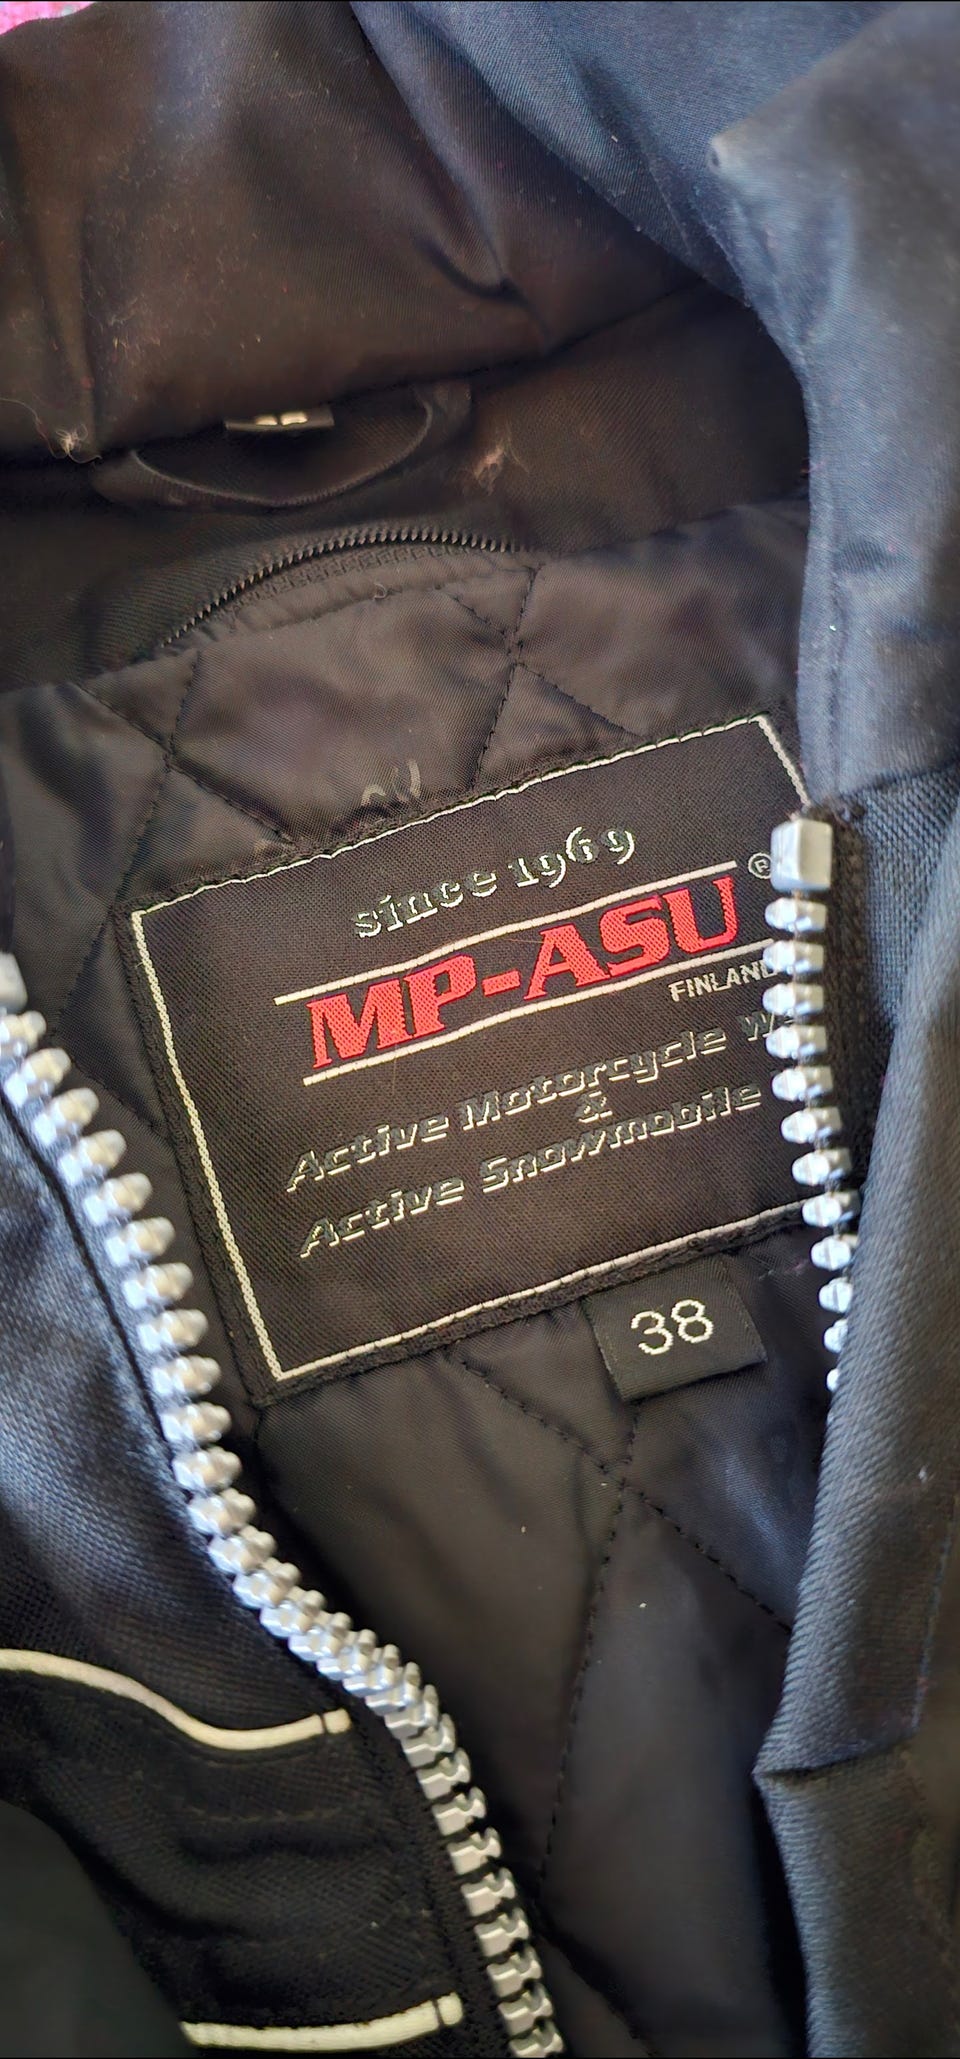 since 1969
MP-ASU®
FINLAND
Active Motorcycle
&
Active Snowmobile
38